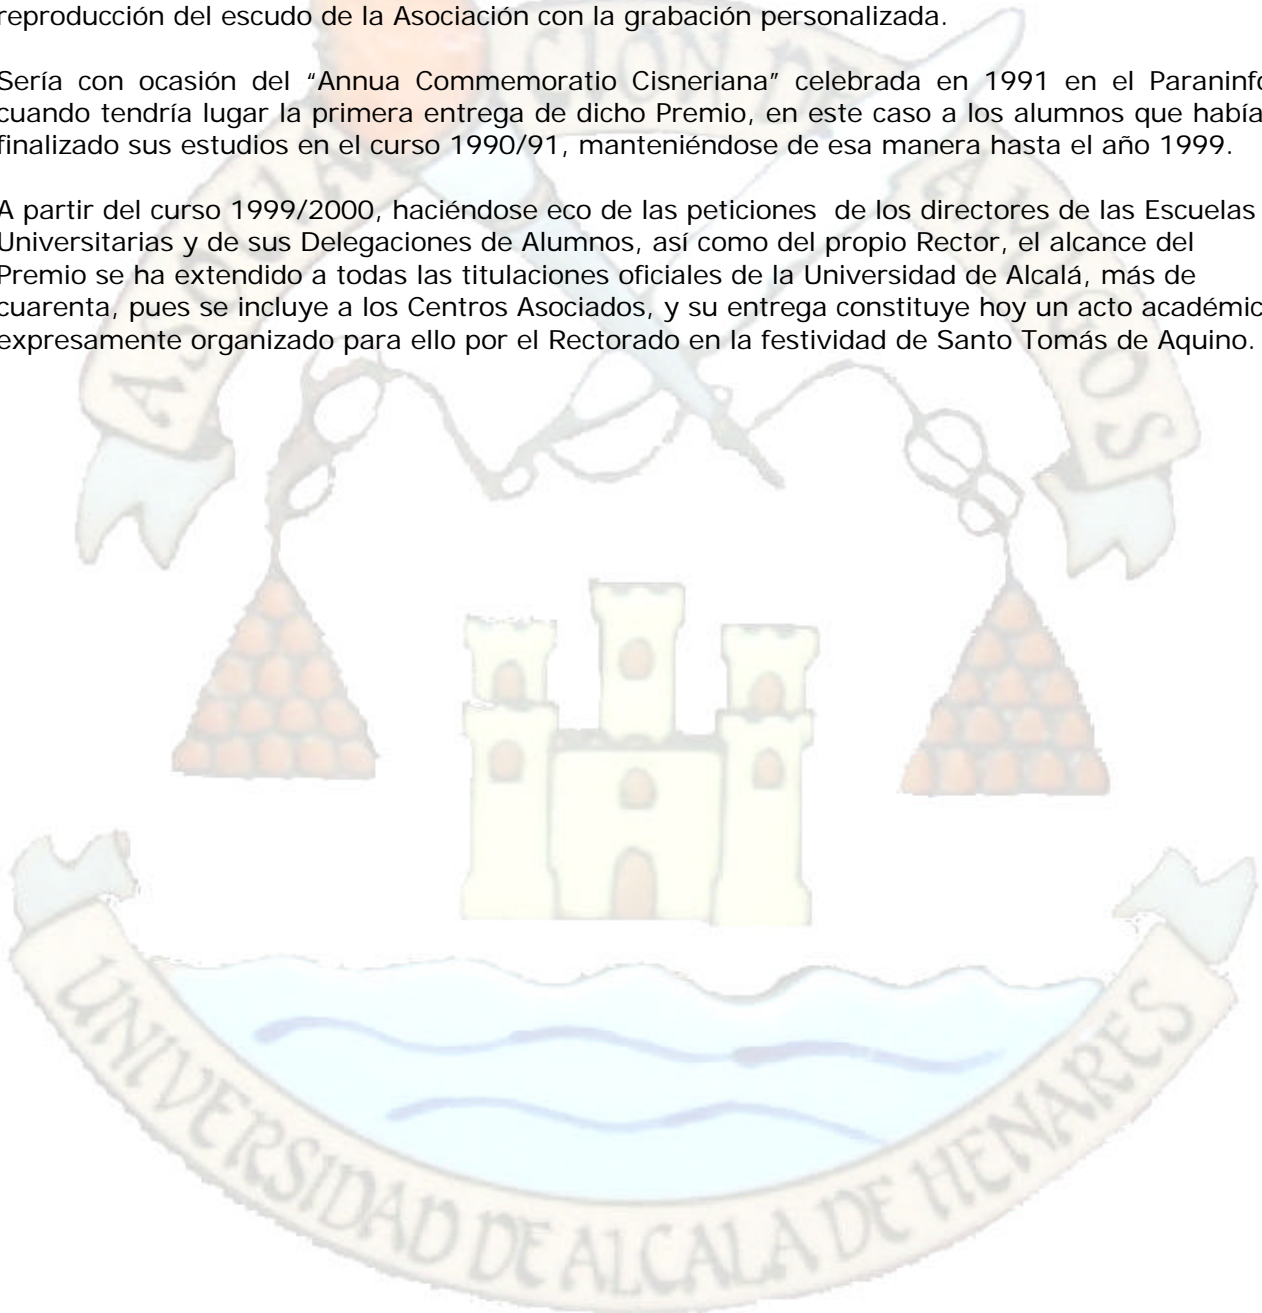 reproducción del escudo de la Asociación con la grabación personalizada.
Sería con ocasión del “Annua Commemoratio Cisneriana” celebrada en 1991 en el Paraninfo
cuando tendría lugar la primera entrega de dicho Premio, en este caso a los alumnos que había
finalizado sus estudios en el curso 1990/91, manteniéndose de esa manera hasta el año 1999.
A partir del curso 1999/2000, haciéndose eco de las peticiones de los directores de las Escuelas
Universitarias y de sus Delegaciones de Alumnos, así como del propio Rector, el alcance del
Premio se ha extendido a todas las titulaciones oficiales de la Universidad de Alcalá, más de
cuarenta, pues se incluye a los Centros Asociados, y su entrega constituye hoy un acto académic
expresamente organizado para ello por el Rectorado en la festividad de Santo Tomás de Aquino.
ASOCIACION DE AMIGOS
UNIVERSIDAD DE ALCALA DE HENARES